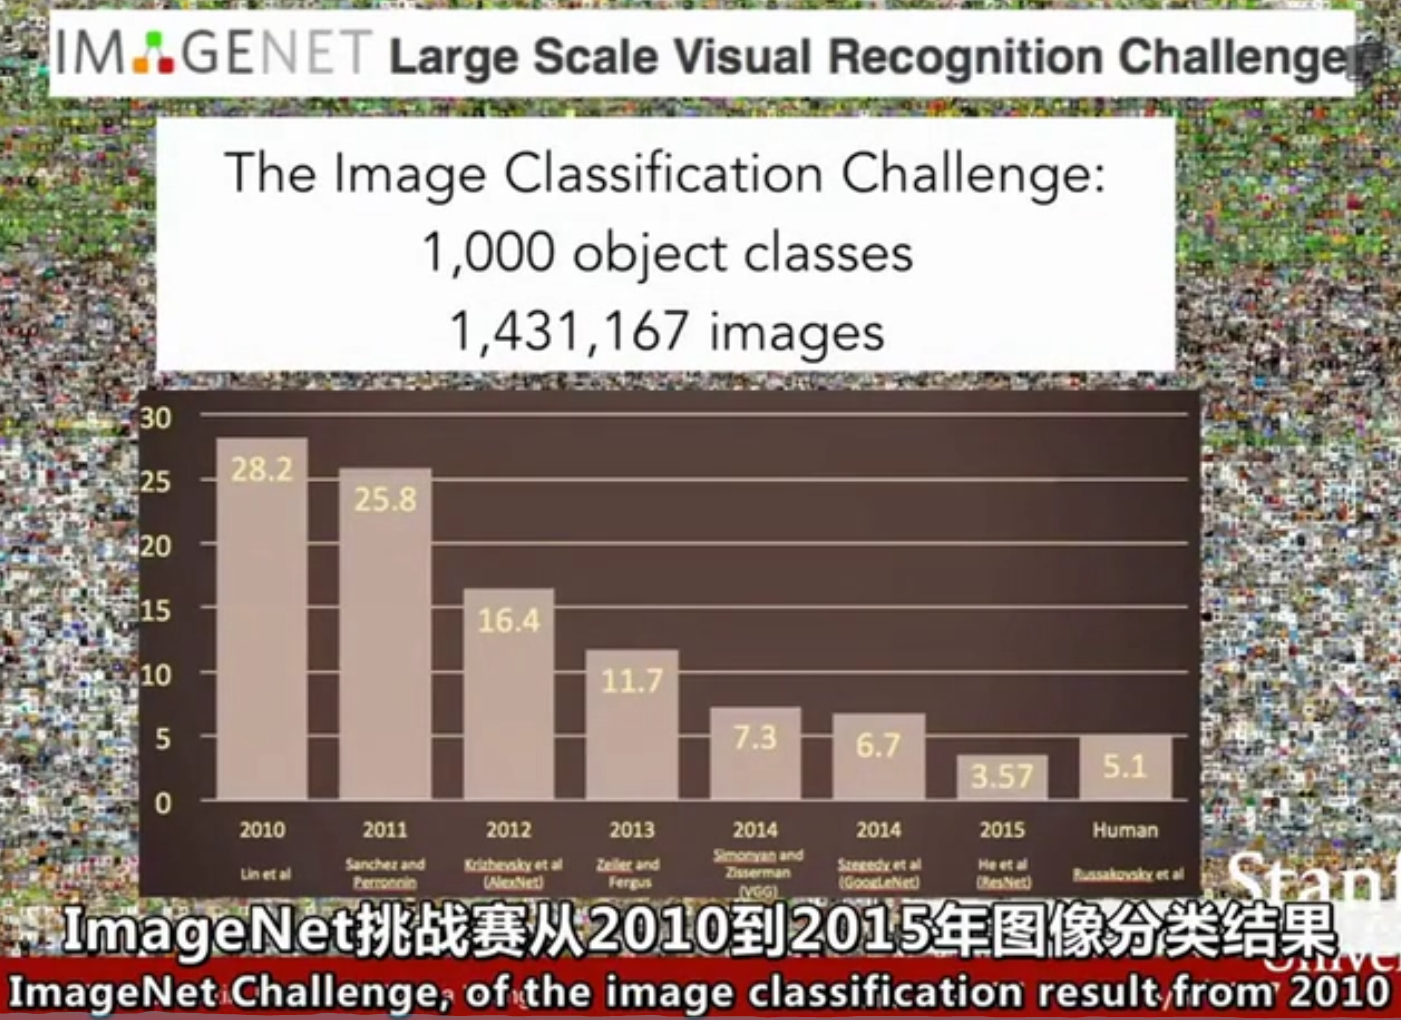 IMAGENET Large Scale Visual Recognition Challenge
The Image Classification Challenge:
1,000 object classes
1,431,167 images
30
25
20
15
10
5
0
28.2
25.8
16.4
11.7
7.3
6.7
3.57
5.1
2010 2011 2012 2013 2014 2014 2015 Human
Lin et al
Sanchez and
Perronnin
Krizhevsky et al
(AlexNet)
Zeiler and
Fergus
Simonyan and
Zisserman
(VGG)
Szegedy et al
(GoogLeNet)
He et al
(ResNet)
Russakovsky et al
Stanf
Univer
ImageNet挑战赛从2010到2015年图像分类结果
ImageNet Challenge, of the image classification result from 2010